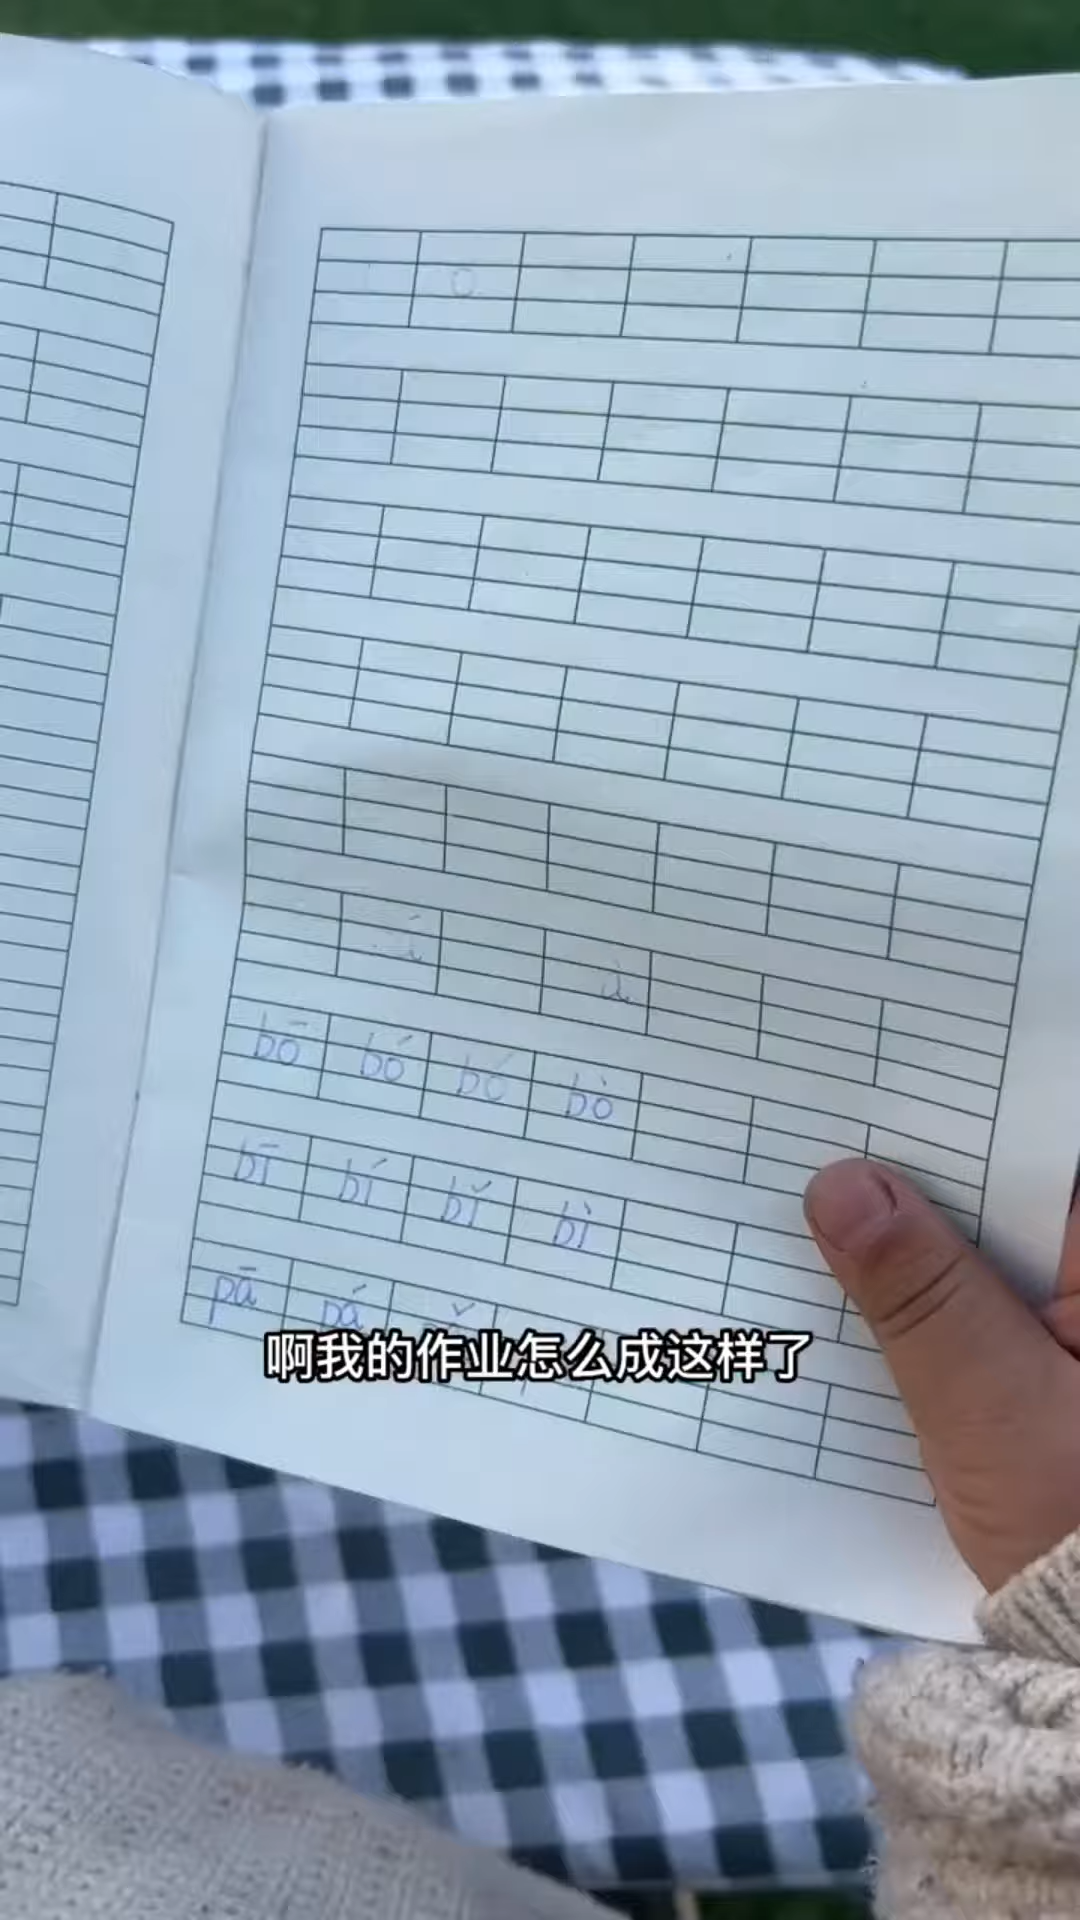 o
à
bō bó bó bò
bī bí bǐ bì
pā pá
啊我的作业怎么成这样了